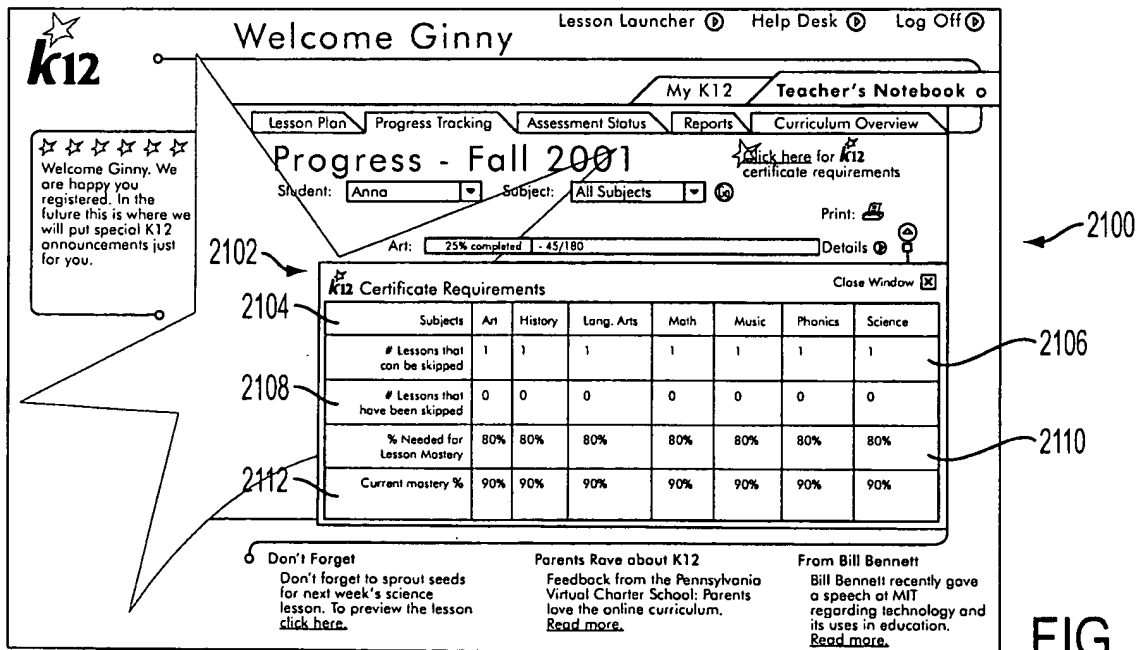 k12
Welcome Ginny
Lesson Launcher
Help Desk
Log Off
My K12
Teacher's Notebook
Lesson Plan
Progress Tracking
Assessment Status
Reports
Curriculum Overview
Welcome Ginny. We
are happy you
registered. In the
future this is where we
will put special K12
announcements just
for you.
Progress - Fall 2001
Click here for k12
certificate requirements
Student: Anna
Subject: All Subjects
Go
Print:
Art: 25% completed - 45/180
Details
2100
2102
k12 Certificate Requirements
Close Window
2104
Subjects Art History Lang. Arts Math Music Phonics Science
# Lessons that
can be skipped
1 1 1 1 1 1 1
2106
2108
# Lessons that
have been skipped
0 0 0 0 0 0 0
% Needed for
Lesson Mastery
80% 80% 80% 80% 80% 80% 80%
2110
2112
Current mastery % 90% 90% 90% 90% 90% 90% 90%
Don't Forget
Don't forget to sprout seeds
for next week's science
lesson. To preview the lesson
click here.
Parents Rave about K12
Feedback from the Pennsylvania
Virtual Charter School: Parents
love the online curriculum.
Read more.
From Bill Bennett
Bill Bennett recently gave
a speech at MIT
regarding technology and
its uses in education.
Read more.
FIG